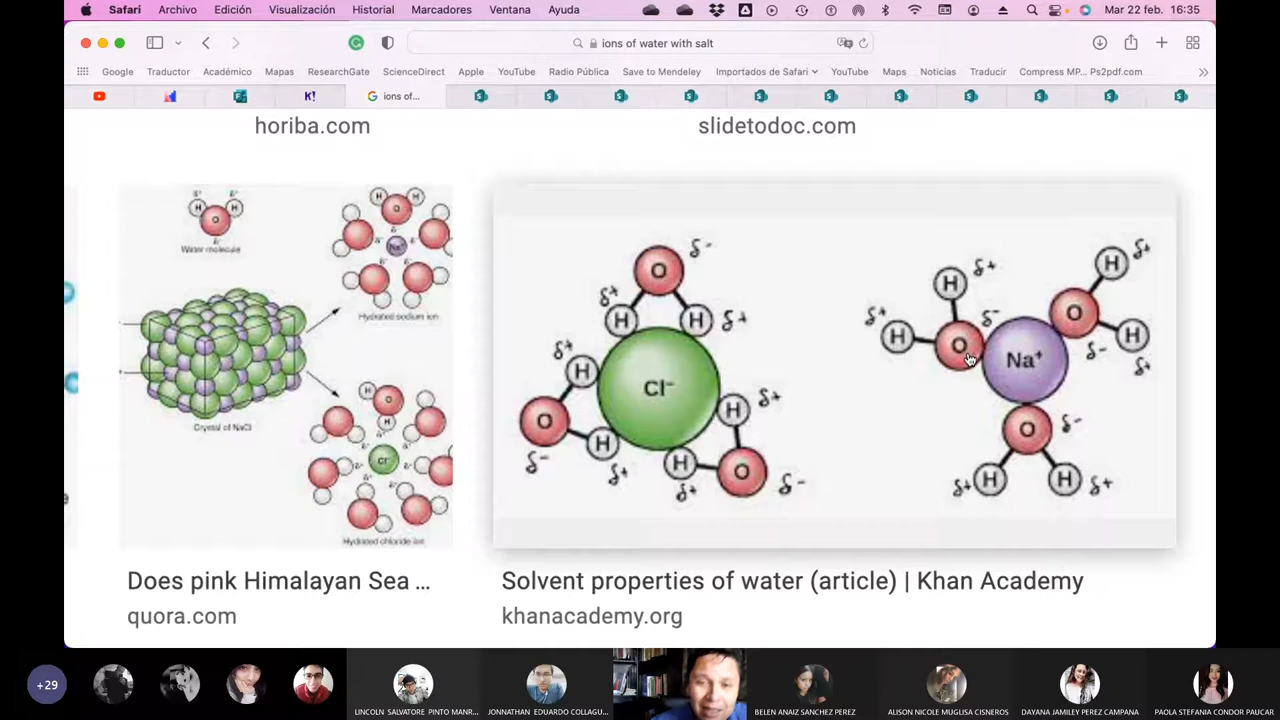 Safari Archivo Edición Visualización Historial Marcadores Ventana Ayuda Mar 22 feb. 16:35
ions of water with salt
Google Traductor Académico Mapas ResearchGate ScienceDirect Apple YouTube Radio Pública Save to Mendeley Importados de Safari YouTube Maps Noticias Traducir Compress MP... Ps2pdf.com
K! ions of...
horiba.com
slidetodoc.com
δ+ δ+
H H
O
δ-
Water molecule
H H
O
δ-
Na+
Hydrated sodium ion
Crystal of NaCl
H O
H
δ+
Cl-
Hydrated chloride ion
O δ-
δ+ H H δ+
δ+ H
Cl-
H δ+
O H
δ- δ+
H O δ-
δ+
H δ+
H δ+
δ+ H O δ-
Na+
O H
δ- δ+
O δ-
δ+ H H δ+
Does pink Himalayan Sea ...
quora.com
Solvent properties of water (article) | Khan Academy
khanacademy.org
+29
LINCOLN SALVATORE PINTO MANR...
JONNATHAN EDUARDO COLLAGU...
BELEN ANAIZ SANCHEZ PEREZ
ALISON NICOLE MUGLISA CISNEROS
DAYANA JAMILEY PEREZ CAMPANA
PAOLA STEFANIA CONDOR PAUCAR